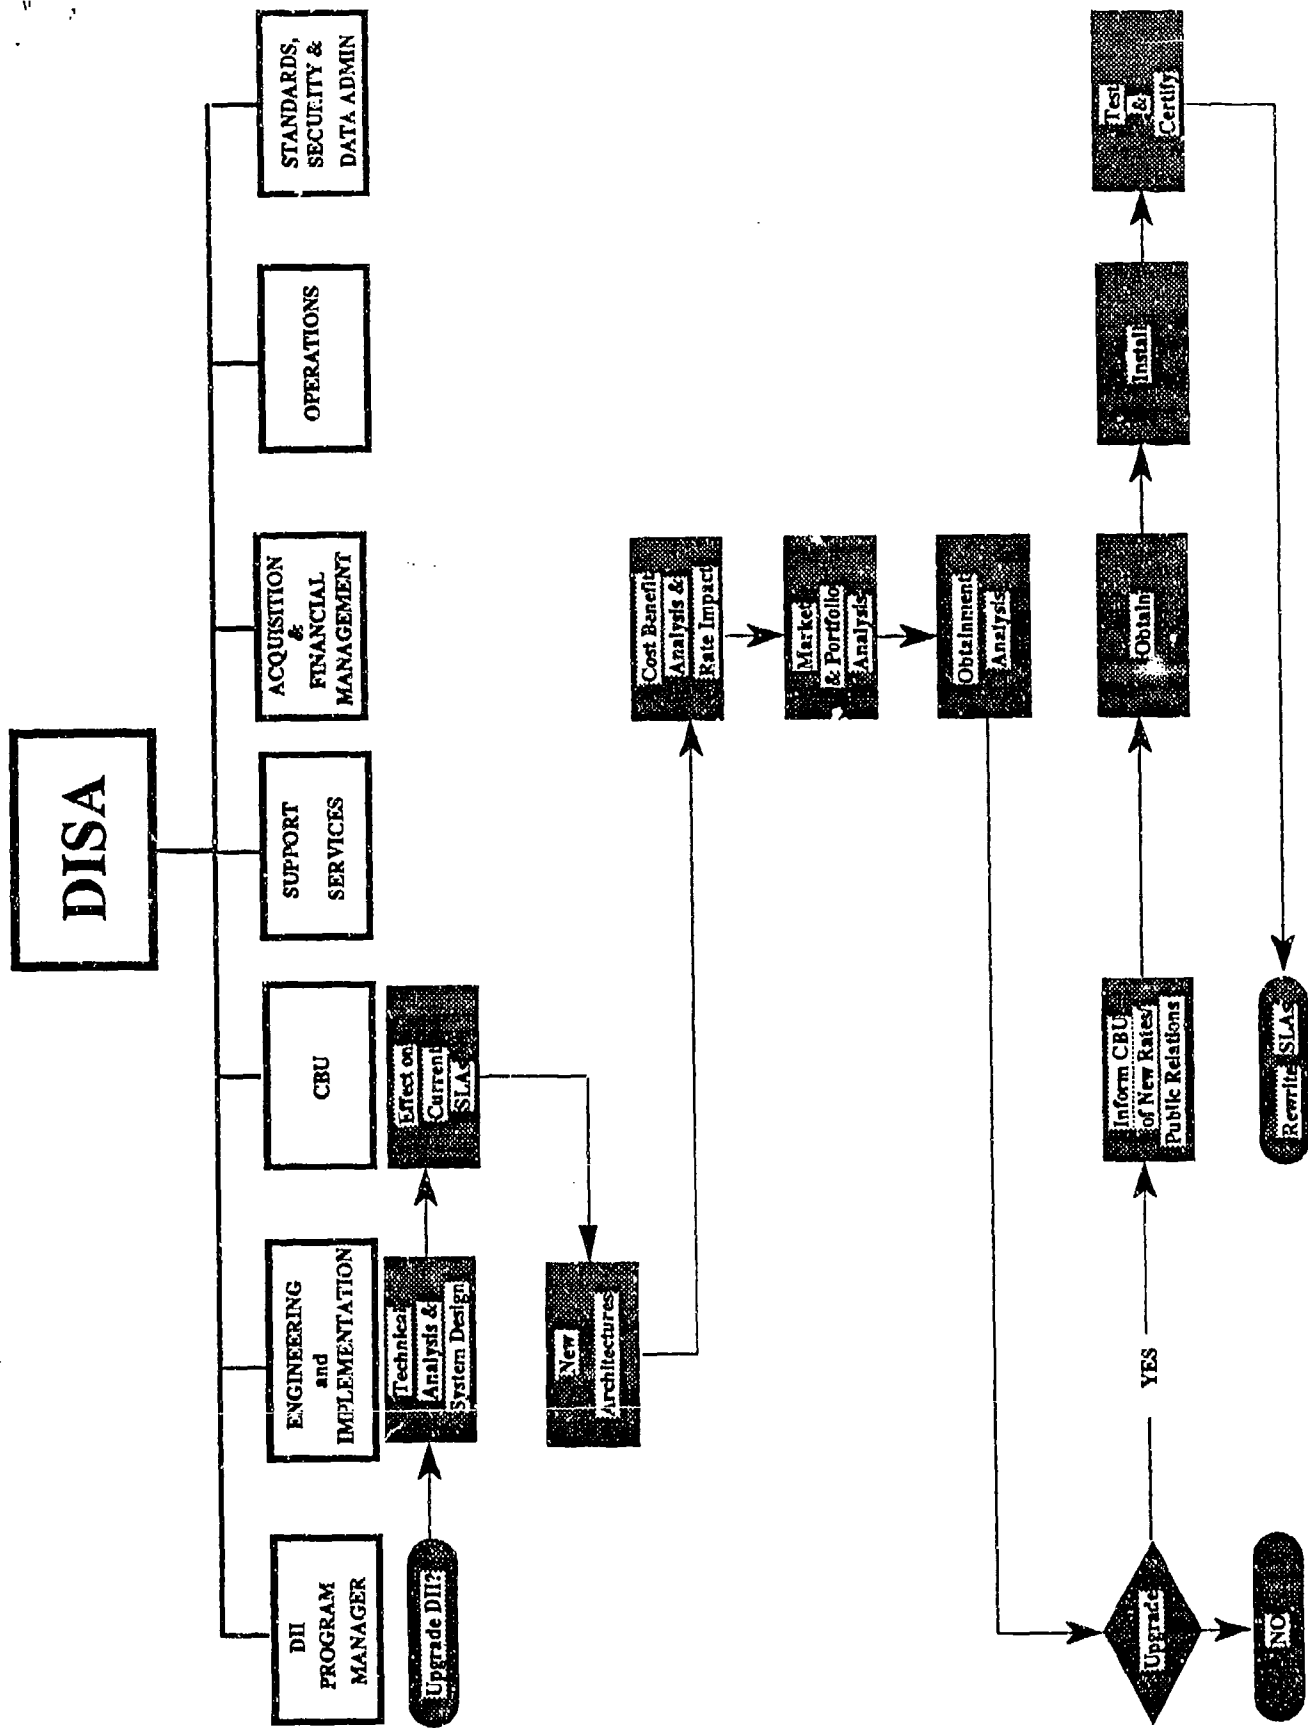 DISA
DII
PROGRAM
MANAGER
ENGINEERING
and
IMPLEMENTATION
CBU
SUPPORT
SERVICES
ACQUISITION
&
FINANCIAL
MANAGEMENT
OPERATIONS
STANDARDS,
SECURITY &
DATA ADMIN
Upgrade DII?
Technical
Analysis &
System Design
Effect on
Current
SLAs
New
Architectures
Cost Benefit
Analysis &
Rate Impact
Market
& Portfolio
Analysis
Obtainment
Analysis
Upgrade
YES
Inform CBU
of New Rates/
Public Relations
Obtain
Install
Test
&
Certify
NO
Rewrite SLAs